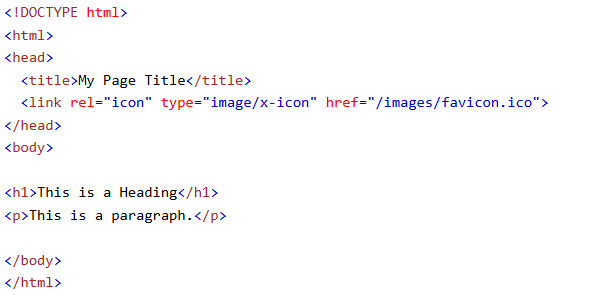 <!DOCTYPE html>
<html>
<head>
  <title>My Page Title</title>
  <link rel="icon" type="image/x-icon" href="/images/favicon.ico">
</head>
<body>

<h1>This is a Heading</h1>
<p>This is a paragraph.</p>

</body>
</html>